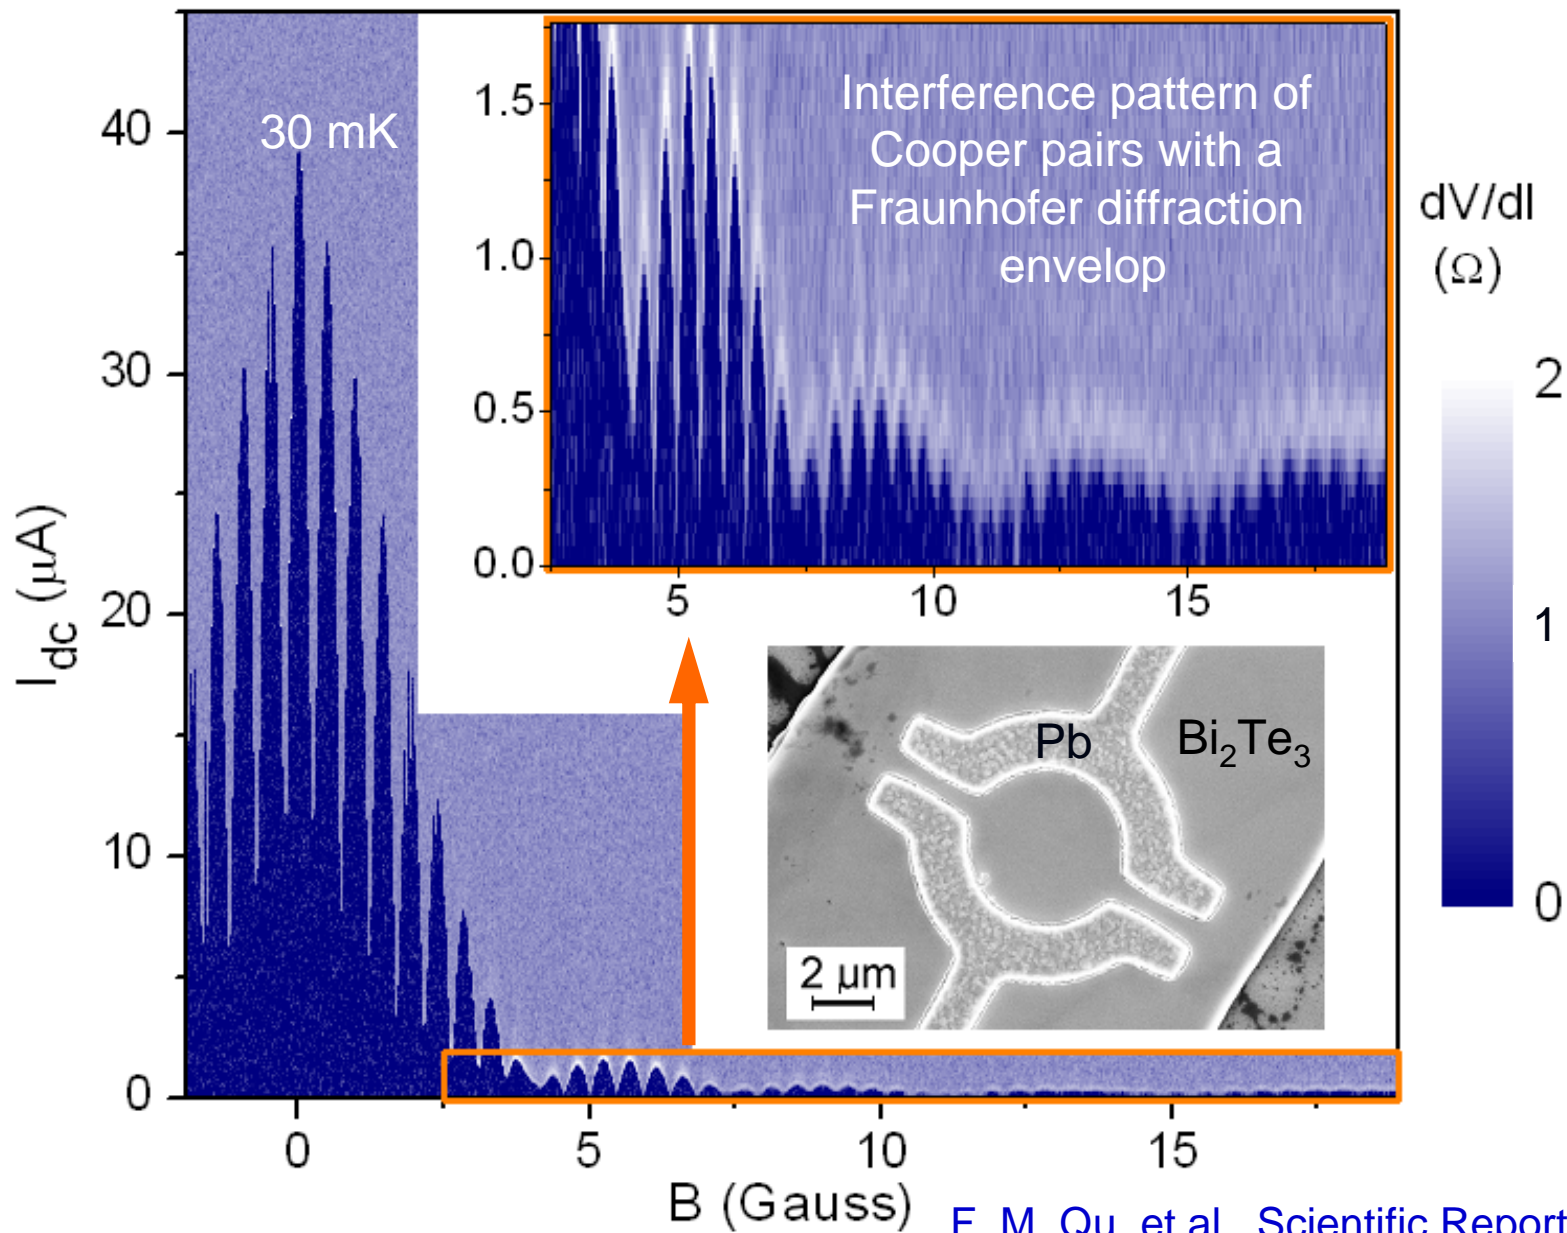 30 mK
Interference pattern of
Cooper pairs with a
Fraunhofer diffraction
envelop
1.5
1.0
0.5
0.0
5
10
15
40
30
20
10
0
I_dc (μA)
0
5
10
15
B (Gauss)
dV/dI
(Ω)
2
1
0
Pb
Bi₂Te₃
2 μm
F. M. Qu, et al., Scientific Report